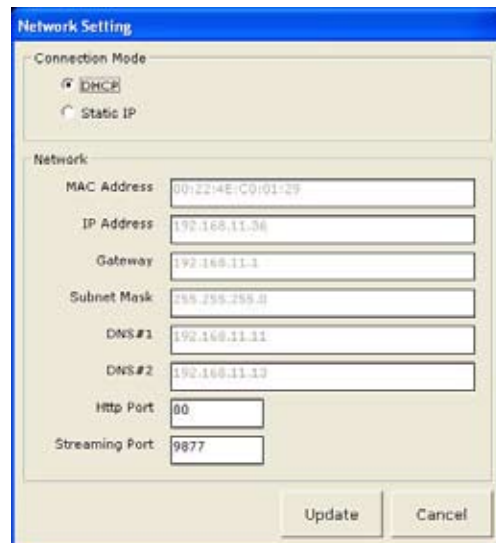 Network Setting
Connection Mode
DHCP
Static IP
Network
MAC Address 00:22:4E:C0:01:29
IP Address 192.168.11.36
Gateway 192.168.11.1
Subnet Mask 255.255.255.0
DNS#1 192.168.11.11
DNS#2 192.168.11.13
Http Port 80
Streaming Port 9877
Update Cancel